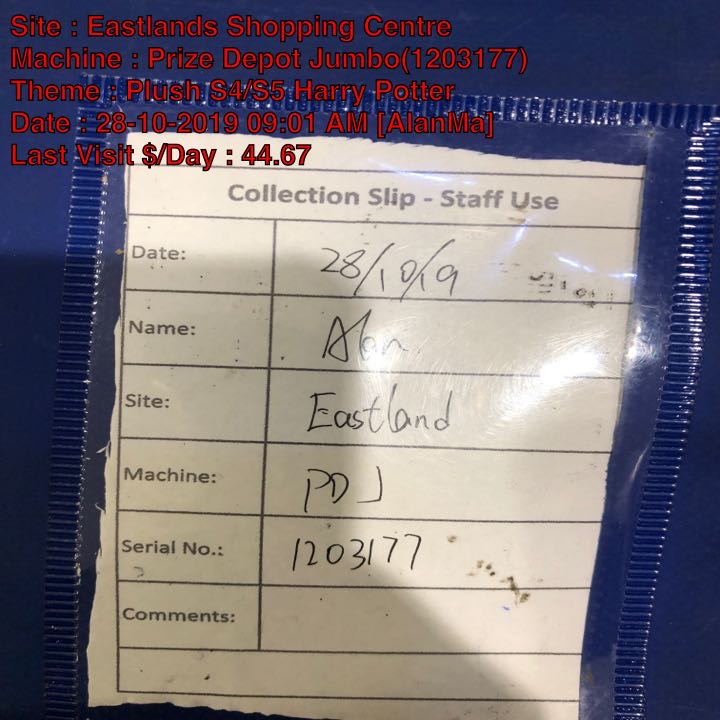 Site : Eastlands Shopping Centre
Machine : Prize Depot Jumbo(1203177)
Theme : Plush S4/S5 Harry Potter
Date : 28-10-2019 09:01 AM [AlanMa]
Last Visit $/Day : 44.67
Collection Slip - Staff Use
Date: 28/10/19
Name: Alan
Site: Eastland
Machine: PDJ
Serial No.: 1203177
Comments: